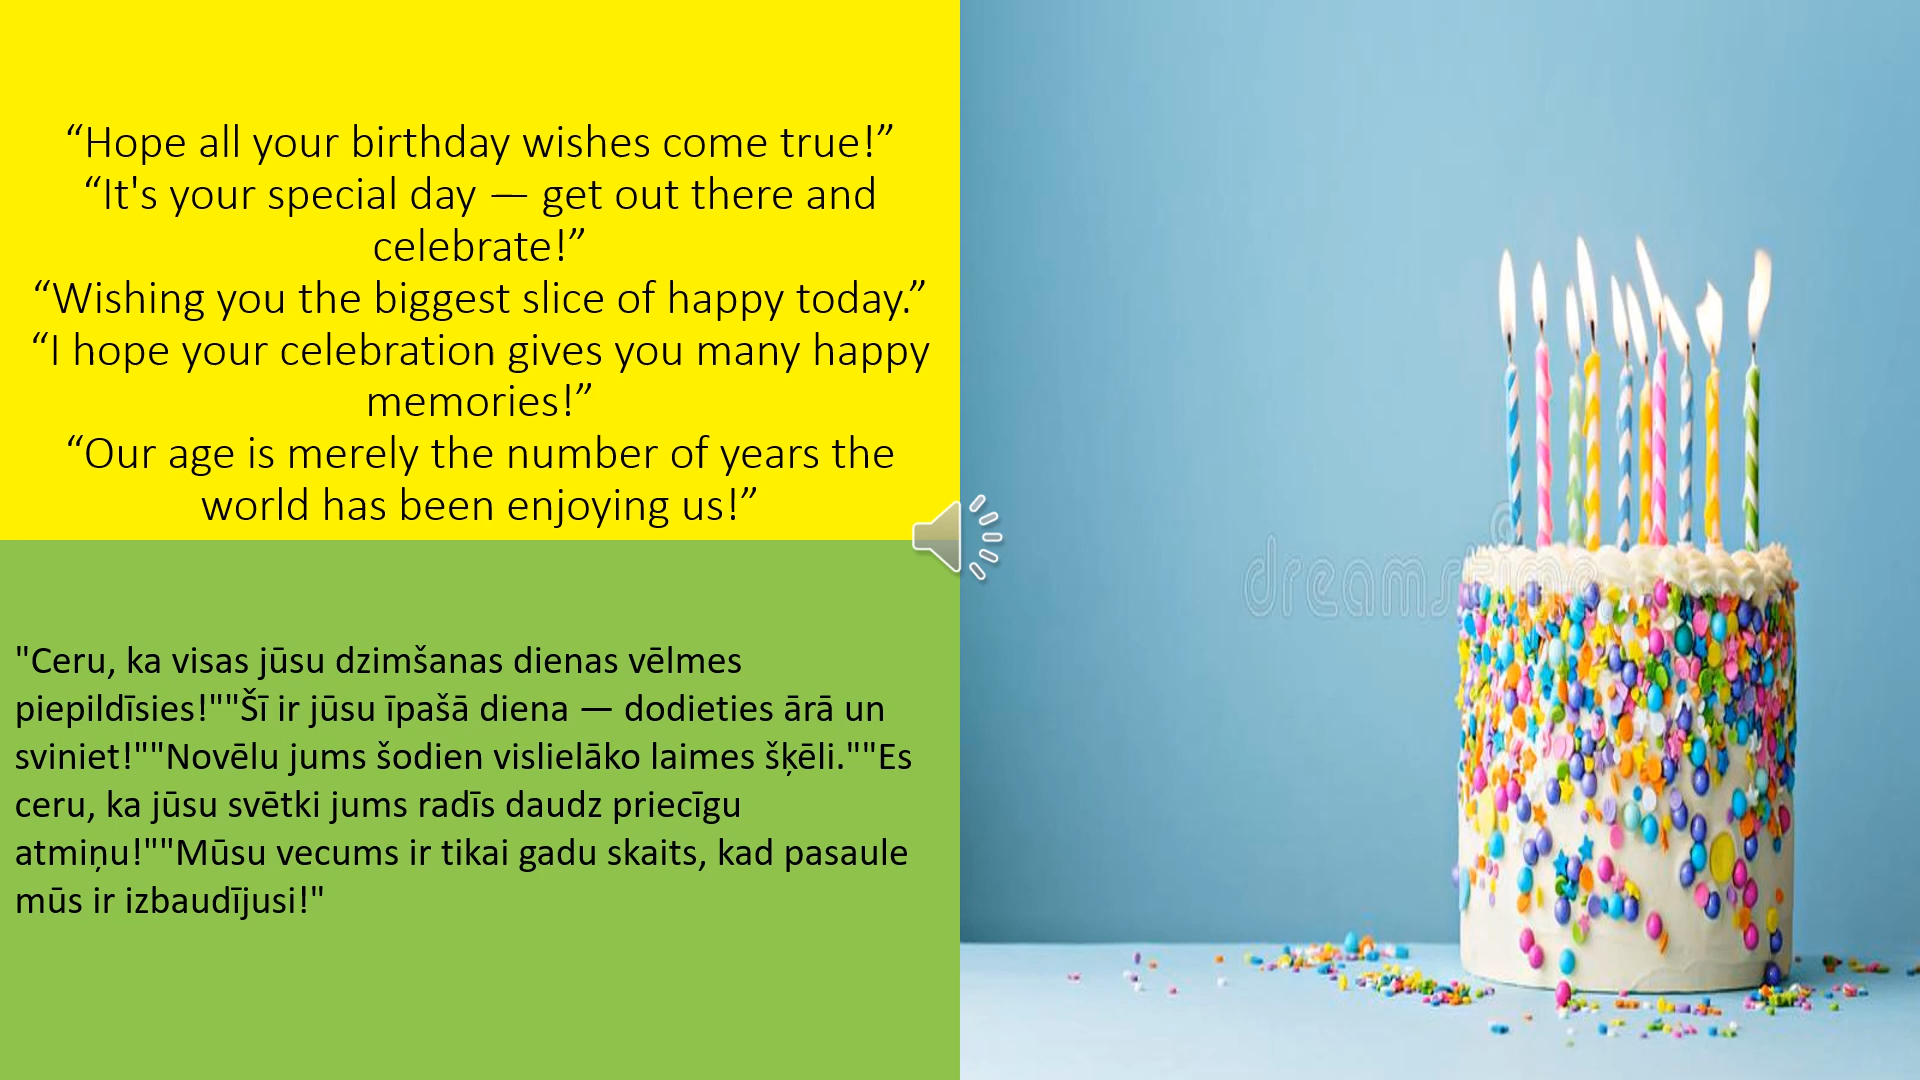 “Hope all your birthday wishes come true!”
“It's your special day — get out there and
celebrate!”
“Wishing you the biggest slice of happy today.”
“I hope your celebration gives you many happy
memories!”
“Our age is merely the number of years the
world has been enjoying us!”
"Ceru, ka visas jūsu dzimšanas dienas vēlmes
piepildīsies!""Šī ir jūsu īpašā diena — dodieties ārā un
sviniet!""Novēlu jums šodien vislielāko laimes šķēli.""Es
ceru, ka jūsu svētki jums radīs daudz priecīgu
atmiņu!""Mūsu vecums ir tikai gadu skaits, kad pasaule
mūs ir izbaudījusi!"
dreamstime